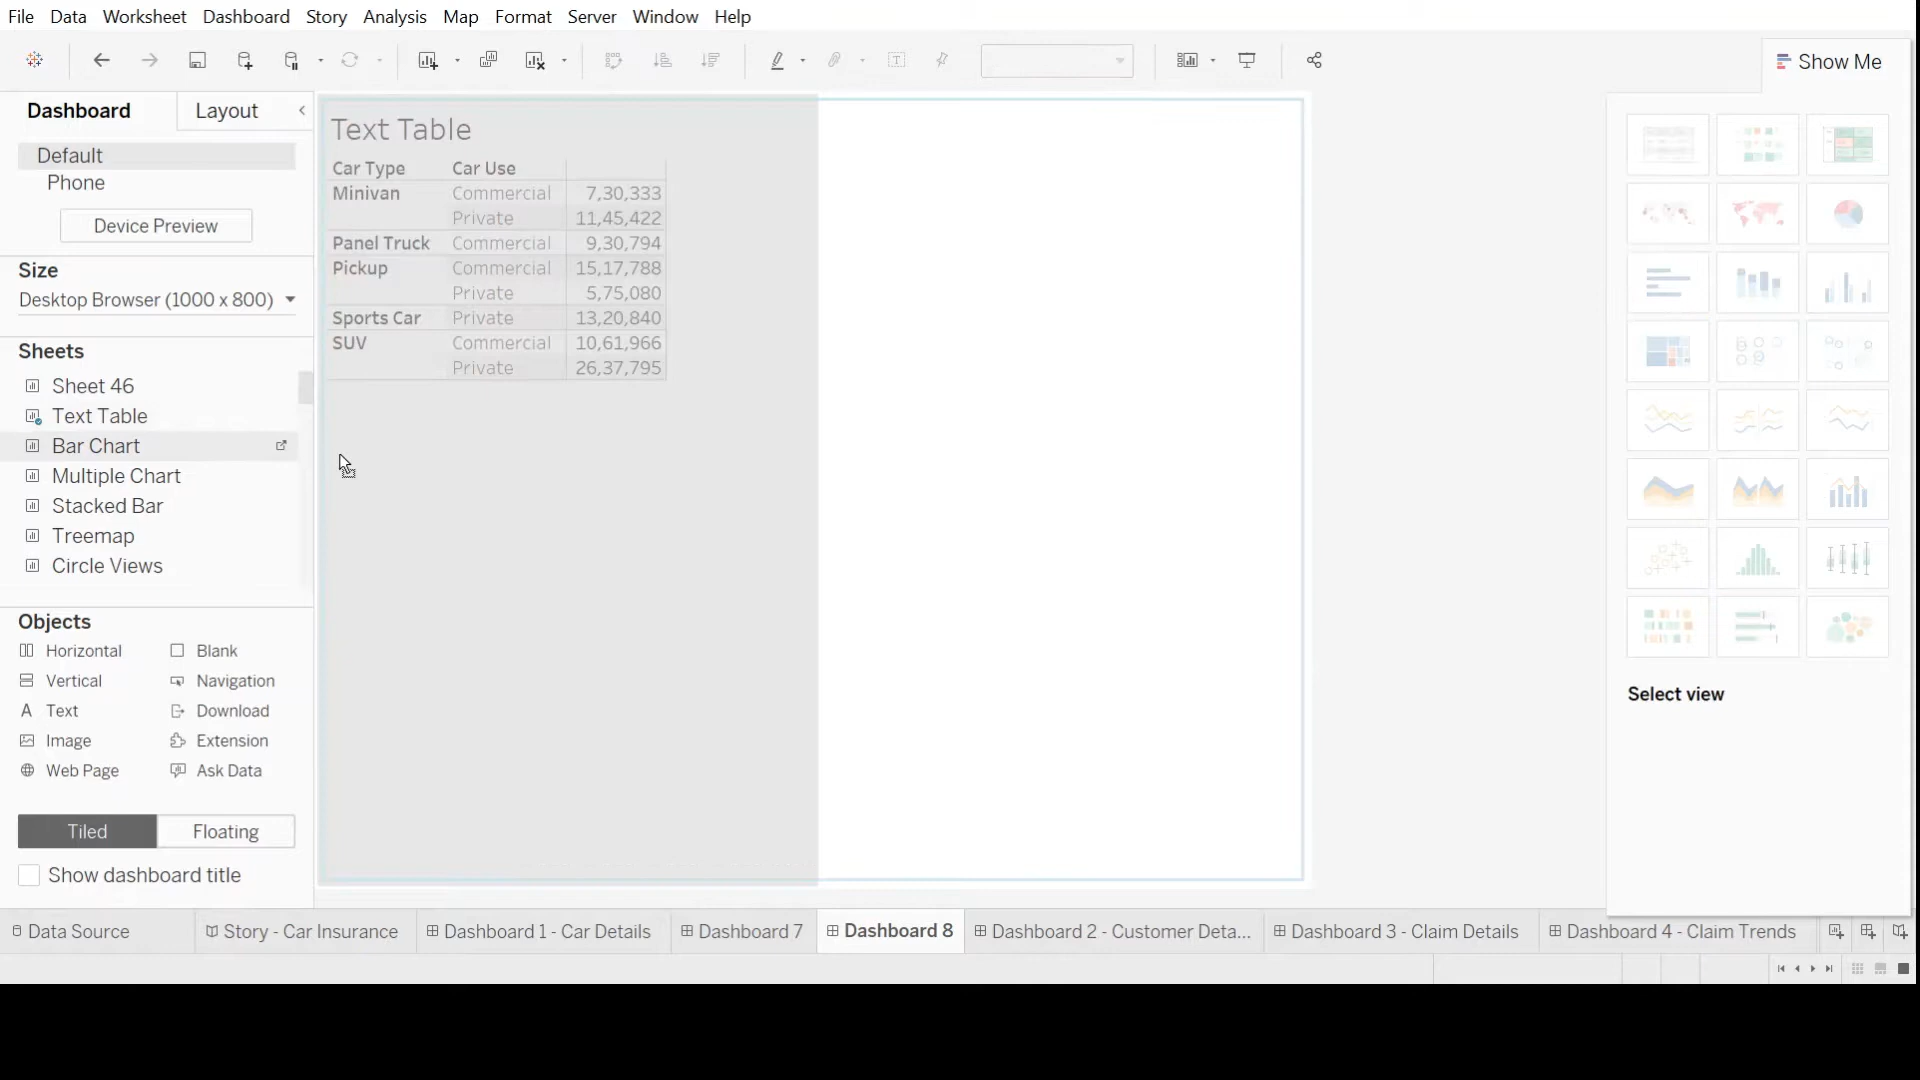 File Data Worksheet Dashboard Story Analysis Map Format Server Window Help
Show Me
Dashboard Layout
Default
Phone
Device Preview
Size
Desktop Browser (1000 x 800)
Sheets
Sheet 46
Text Table
Bar Chart
Multiple Chart
Stacked Bar
Treemap
Circle Views
Objects
Horizontal Blank
Vertical Navigation
Text Download
Image Extension
Web Page Ask Data
Tiled Floating
Show dashboard title
Text Table
Car Type Car Use
Minivan Commercial 7,30,333
Private 11,45,422
Panel Truck Commercial 9,30,794
Pickup Commercial 15,17,788
Private 5,75,080
Sports Car Private 13,20,840
SUV Commercial 10,61,966
Private 26,37,795
Select view
Data Source Story - Car Insurance Dashboard 1 - Car Details Dashboard 7 Dashboard 8 Dashboard 2 - Customer Deta... Dashboard 3 - Claim Details Dashboard 4 - Claim Trends